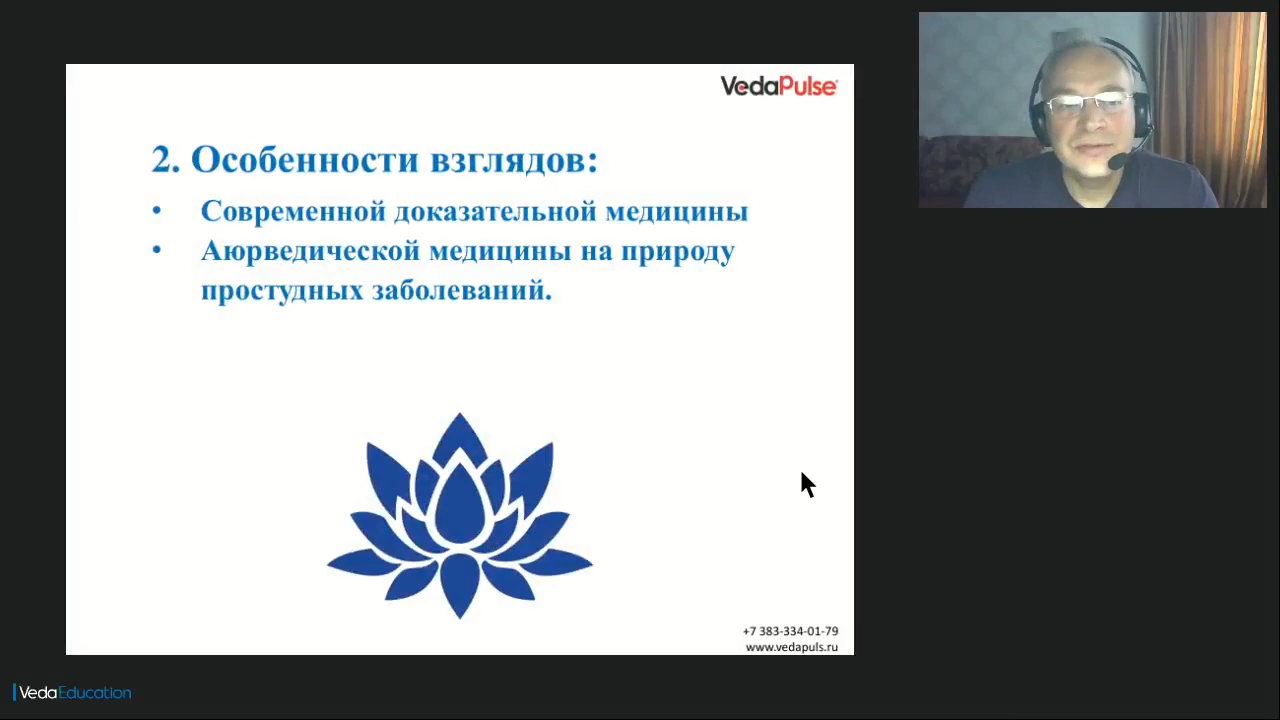 VedaPulse
2. Особенности взглядов:
• Современной доказательной медицины
• Аюрведической медицины на природу
простудных заболеваний.
+7 383-334-01-79
www.vedapuls.ru
VedaEducation